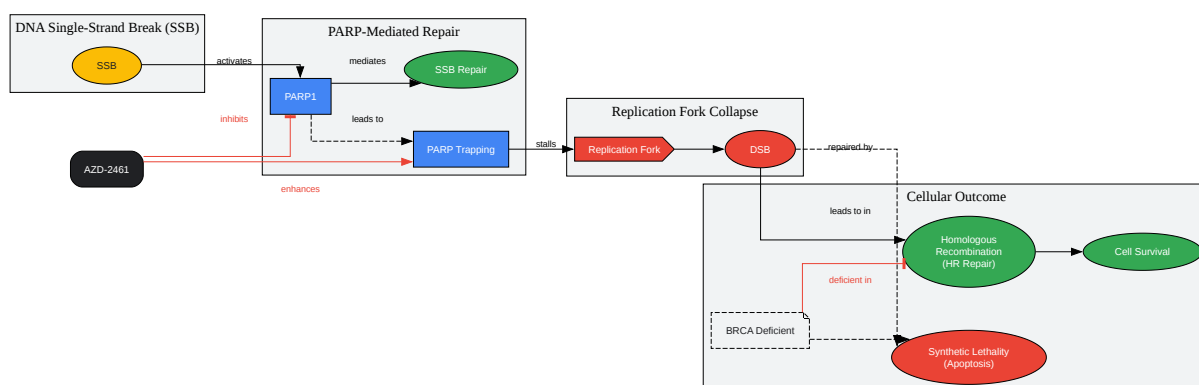 DNA Single-Strand Break (SSB)
SSB
activates
PARP-Mediated Repair
mediates
SSB Repair
PARP1
inhibits
leads to
PARP Trapping
AZD-2461
enhances
stalls
Replication Fork Collapse
Replication Fork
DSB
repaired by
Cellular Outcome
leads to in
Homologous
Recombination
(HR Repair)
Cell Survival
deficient in
BRCA Deficient
Synthetic Lethality
(Apoptosis)